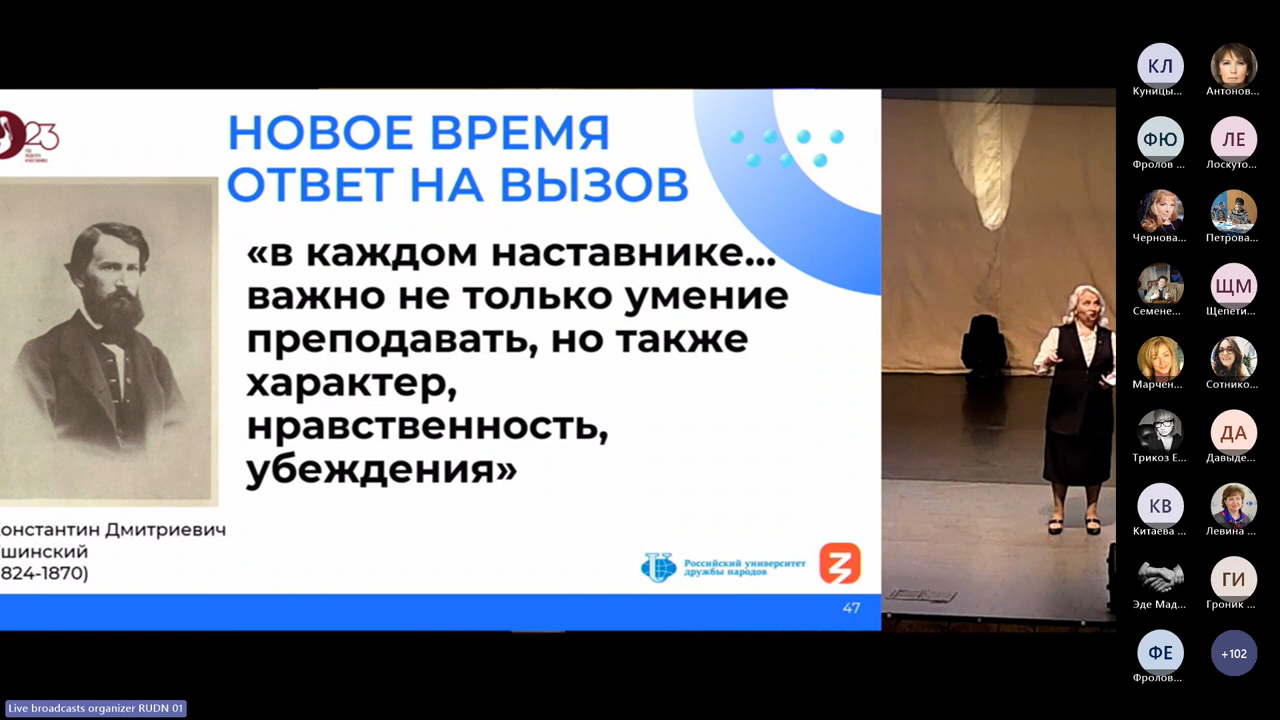 23
НОВОЕ ВРЕМЯ
ОТВЕТ НА ВЫЗОВ
«в каждом наставнике...
важно не только умение
преподавать, но также
характер,
нравственность,
убеждения»
онстантин Дмитриевич
шинский
824-1870)
Российский университет
дружбы народов
47
КЛ
Куницы...
Антонов...
ФЮ
Фролов ...
ЛЕ
Лоскуто...
Чернова...
Петрова...
Семене...
ЩМ
Щепети...
Марчен...
Сотнико...
Трикоз Е...
ДА
Давыде...
КВ
Китаева ...
Левина ...
Эде Мад...
ГИ
Гроник ...
ФЕ
Фролов...
+102
Live broadcasts organizer RUDN 01